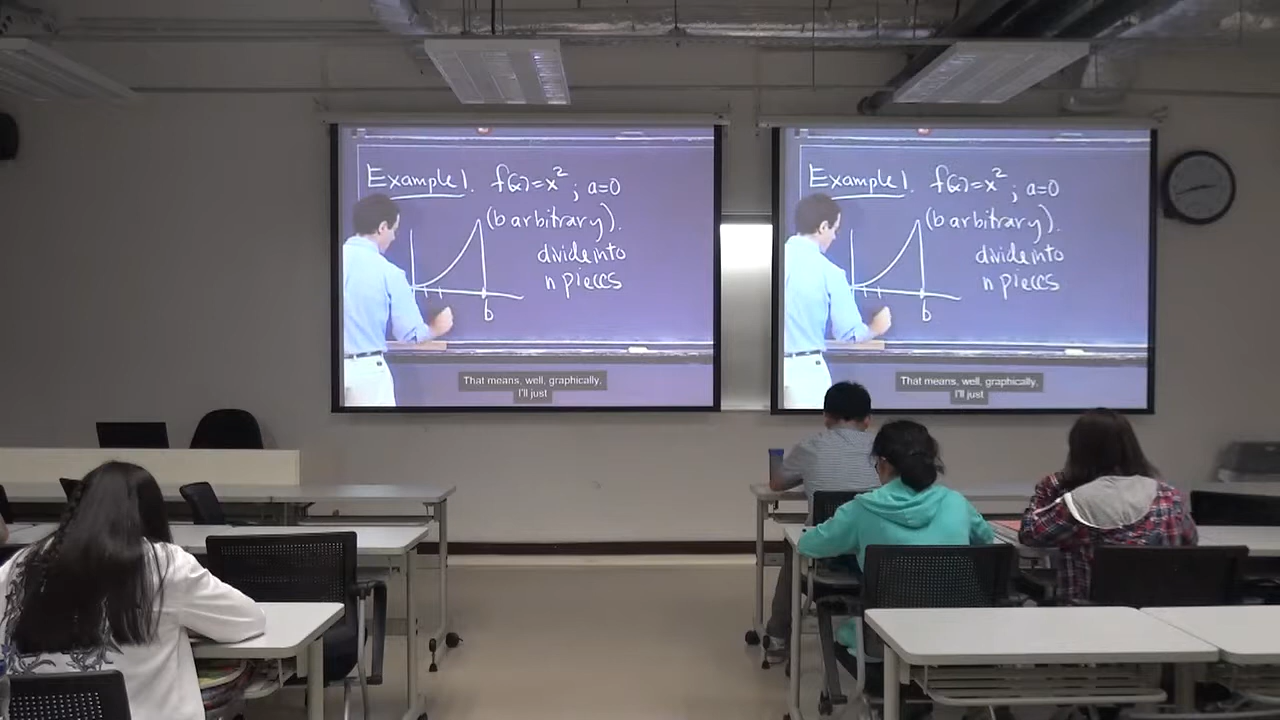 Example 1. f(x)=x²; a=0
(b arbitrary).
divide into
n pieces
b
That means, well, graphically,
I'll just
Example 1. f(x)=x²; a=0
(b arbitrary).
divide into
n pieces
b
That means, well, graphically,
I'll just